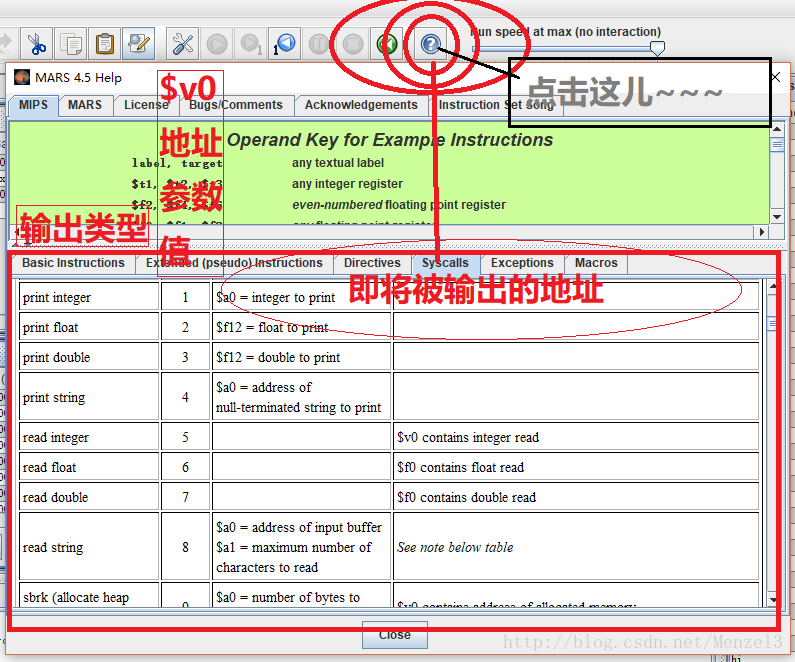 Run speed at max (no interaction)
MARS 4.5 Help
点击这儿~~~
MIPS MARS License Bugs/Comments Acknowledgements Instruction Set Song
$v0
地址
参数
值
Operand Key for Example Instructions
label, target any textual label
$t1, $t2, $t3 any integer register
$f2, $f4, $f6 even-numbered floating point register
输出类型
Basic Instructions Extended (pseudo) Instructions Directives Syscalls Exceptions Macros
即将被输出的地址
print integer 1 $a0 = integer to print
print float 2 $f12 = float to print
print double 3 $f12 = double to print
print string 4 $a0 = address of
null-terminated string to print
read integer 5 $v0 contains integer read
read float 6 $f0 contains float read
read double 7 $f0 contains double read
read string 8 $a0 = address of input buffer
$a1 = maximum number of
characters to read
See note below table
sbrk (allocate heap 9 $a0 = number of bytes to
$v0 contains address of allocated memory
Close
http://blog.csdn.net/Menzel3